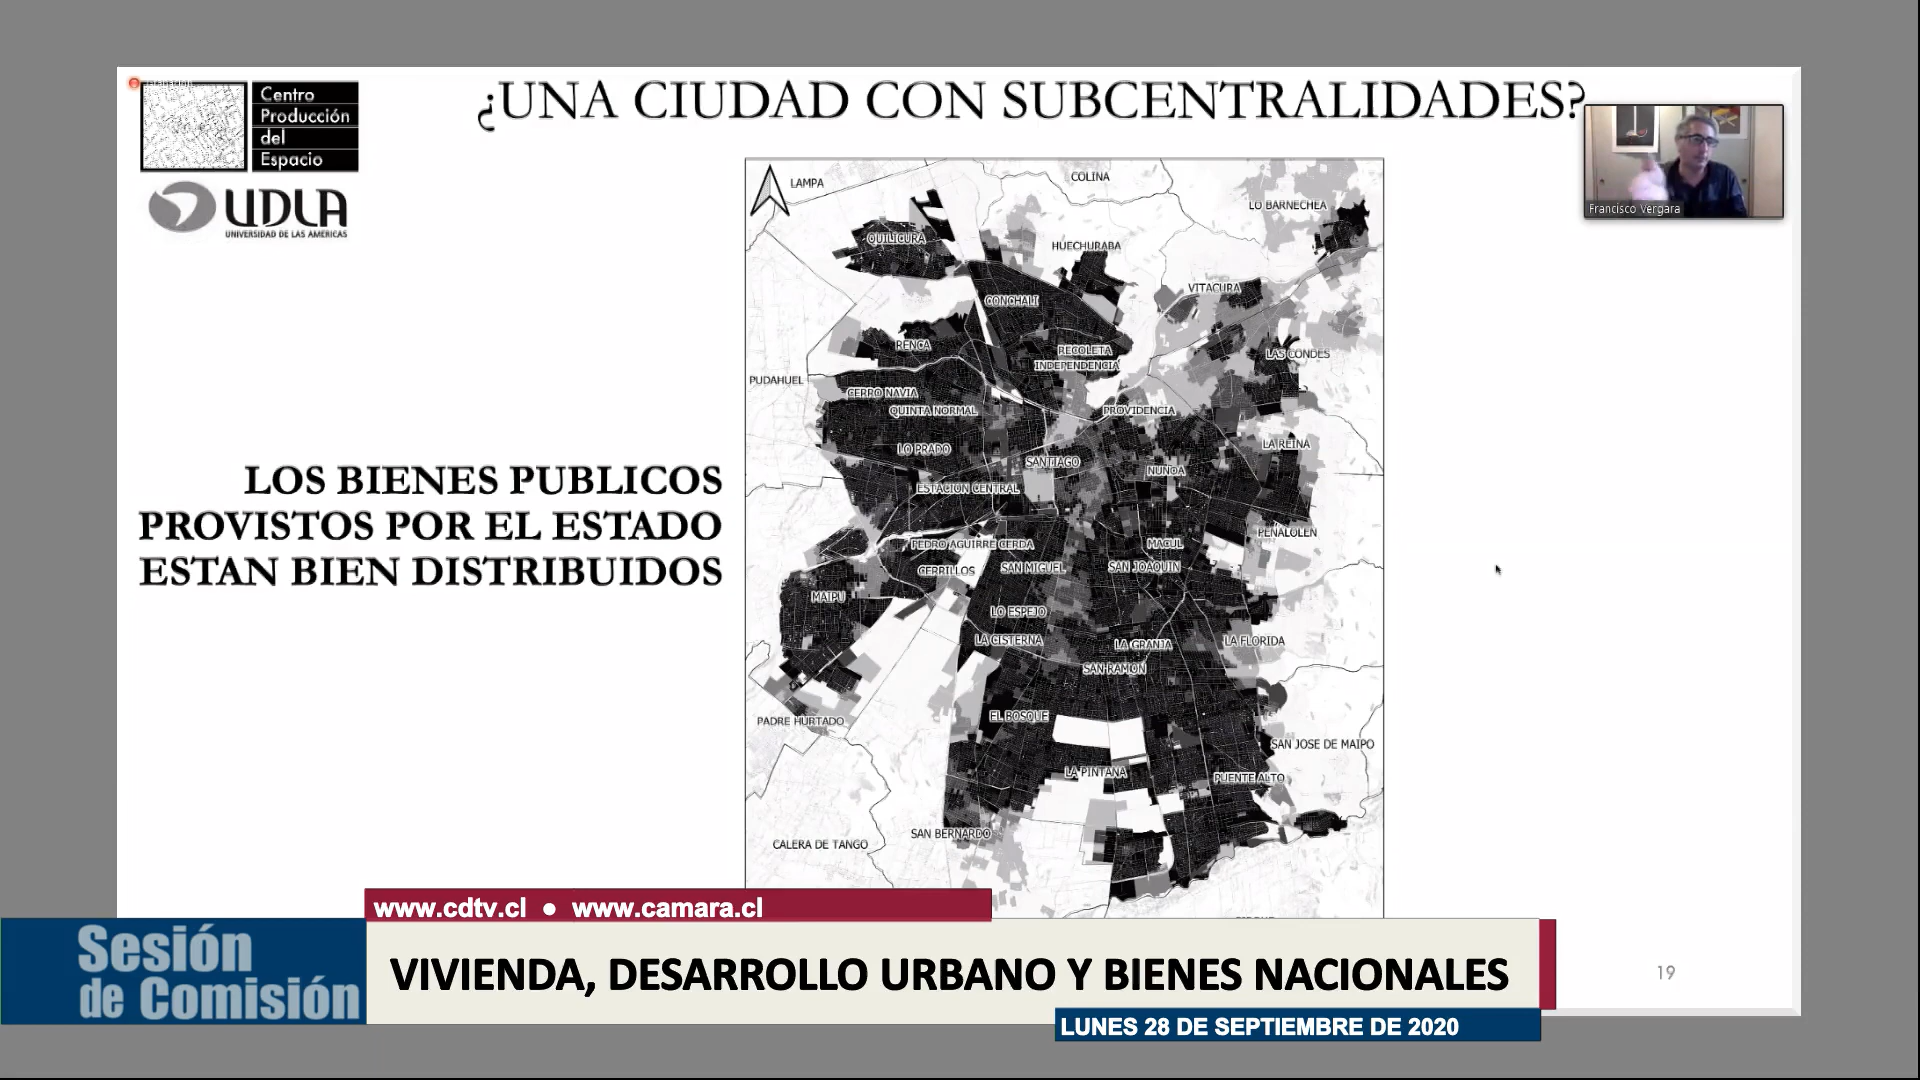 ¿UNA CIUDAD CON SUBCENTRALIDADES?
Centro
Producción
del
Espacio
UDLA
UNIVERSIDAD DE LAS AMERICAS
Francisco Vergara
LOS BIENES PUBLICOS
PROVISTOS POR EL ESTADO
ESTAN BIEN DISTRIBUIDOS
LAMPA
COLINA
LO BARNECHEA
QUILICURA
HUECHURABA
VITACURA
CONCHALI
RENCA
RECOLETA
INDEPENDENCIA
LAS CONDES
PUDAHUEL
CERRO NAVIA
QUINTA NORMAL
PROVIDENCIA
LO PRADO
LA REINA
SANTIAGO
NUNOA
ESTACION CENTRAL
PEÑALOLEN
PEDRO AGUIRRE CERDA
MACUL
CERRILLOS
SAN MIGUEL
SAN JOAQUIN
MAIPU
LO ESPEJO
LA CISTERNA
LA GRANJA
LA FLORIDA
SAN RAMON
EL BOSQUE
PADRE HURTADO
SAN JOSE DE MAIPO
LA PINTANA
PUENTE ALTO
SAN BERNARDO
CALERA DE TANGO
www.cdtv.cl ● www.camara.cl
Sesión
de Comisión
VIVIENDA, DESARROLLO URBANO Y BIENES NACIONALES
19
LUNES 28 DE SEPTIEMBRE DE 2020